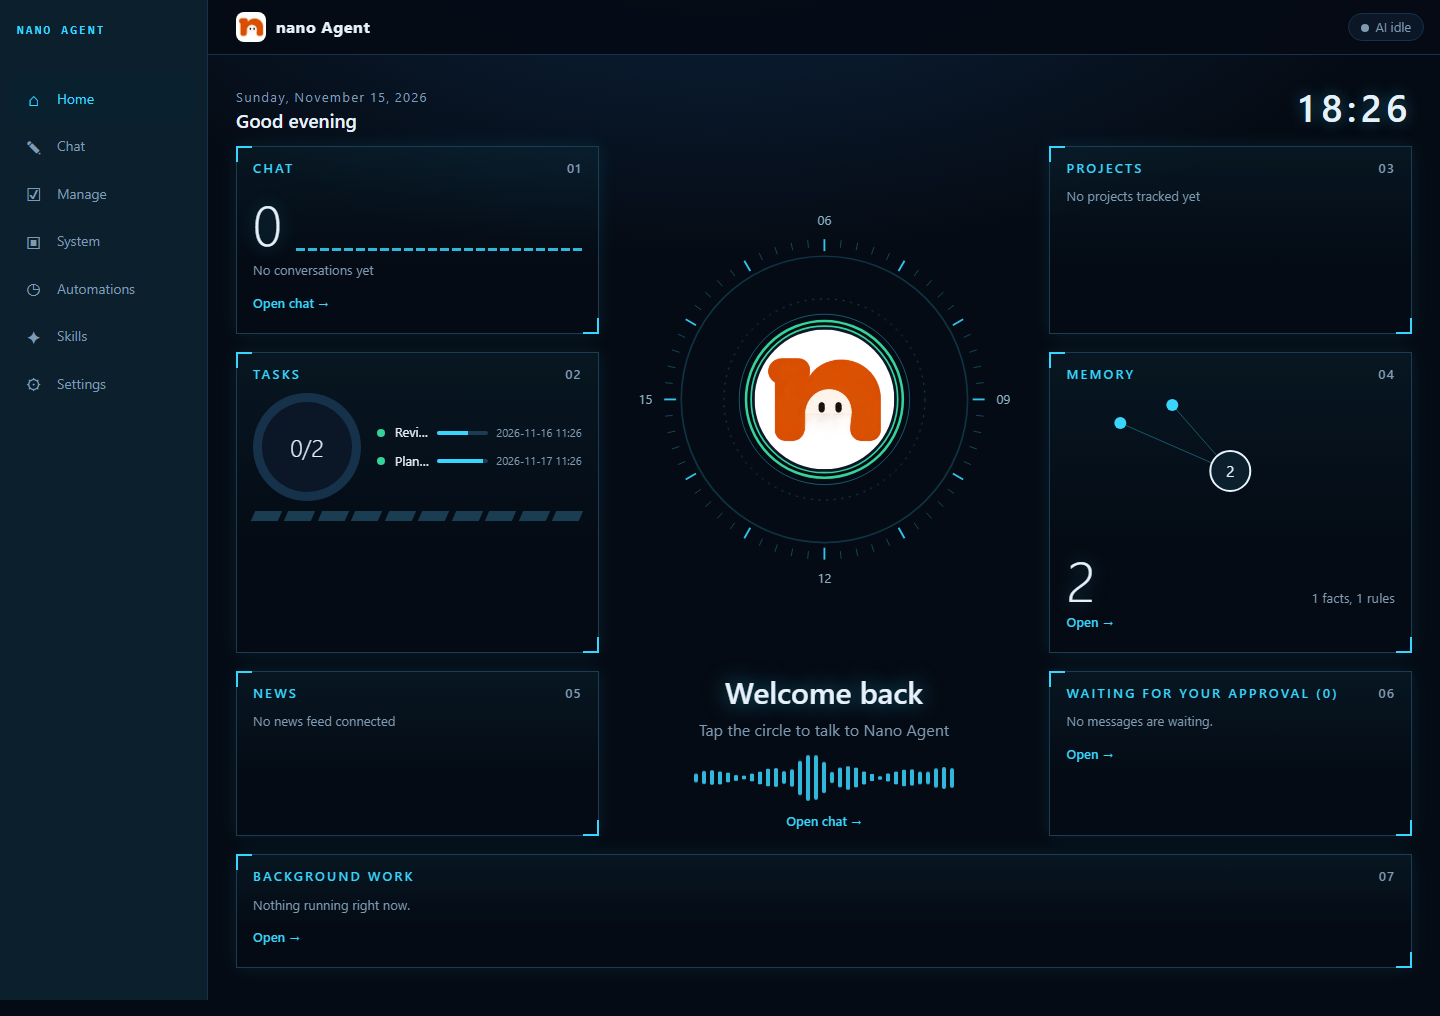 NANO AGENT
Home
Chat
Manage
System
Automations
Skills
Settings
nano Agent
AI idle
Sunday, November 15, 2026
Good evening
18:26
CHAT 01
0
No conversations yet
Open chat →
TASKS 02
0/2
Revi... 2026-11-16 11:26
Plan... 2026-11-17 11:26
NEWS 05
No news feed connected
06
09
12
15
Welcome back
Tap the circle to talk to Nano Agent
Open chat →
PROJECTS 03
No projects tracked yet
MEMORY 04
2
2
1 facts, 1 rules
Open →
WAITING FOR YOUR APPROVAL (0) 06
No messages are waiting.
Open →
BACKGROUND WORK 07
Nothing running right now.
Open →